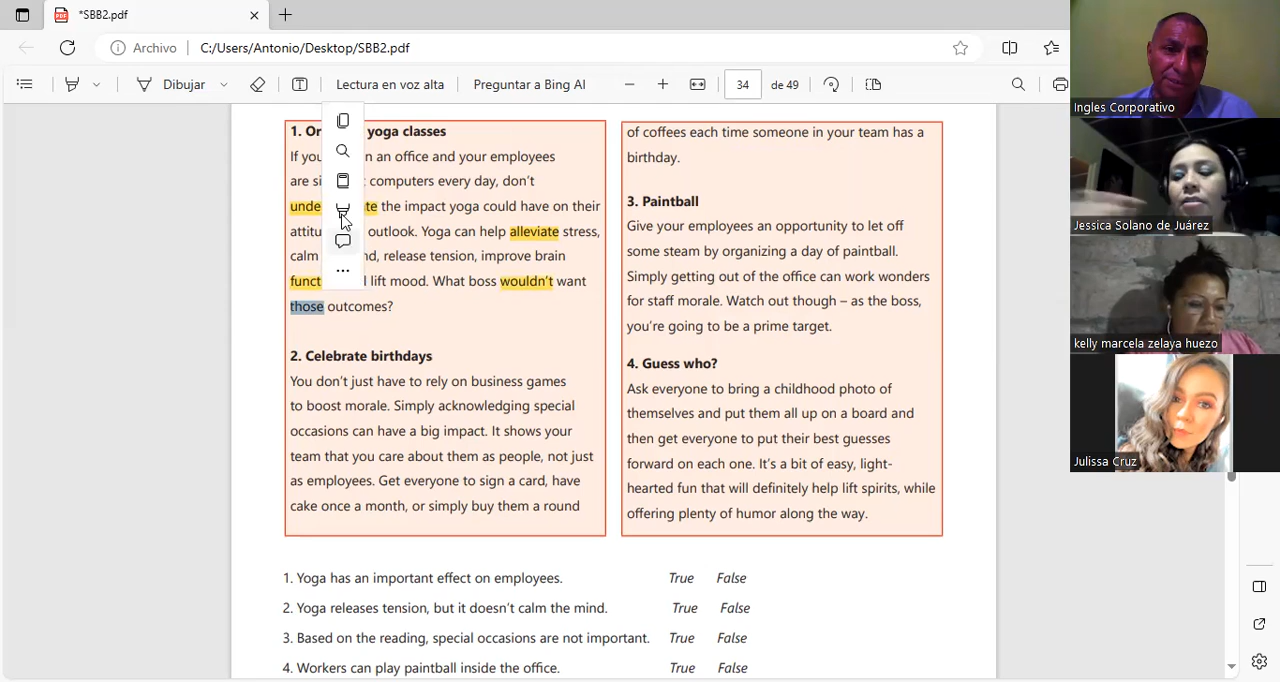 *SBB2.pdf
Archivo
C:/Users/Antonio/Desktop/SBB2.pdf
Dibujar
Lectura en voz alta
Preguntar a Bing AI
34
de 49
yoga classes
If you
n an office and your employees
are si
computers every day, don't
unde
te the impact yoga could have on their
attitu
outlook. Yoga can help alleviate stress,
calm
nd, release tension, improve brain
funct
lift mood. What boss wouldn't want
those outcomes?
2. Celebrate birthdays
You don't just have to rely on business games
to boost morale. Simply acknowledging special
occasions can have a big impact. It shows your
team that you care about them as people, not just
as employees. Get everyone to sign a card, have
cake once a month, or simply buy them a round
of coffees each time someone in your team has a
birthday.
3. Paintball
Give your employees an opportunity to let off
some steam by organizing a day of paintball.
Simply getting out of the office can work wonders
for staff morale. Watch out though – as the boss,
you're going to be a prime target.
4. Guess who?
Ask everyone to bring a childhood photo of
themselves and put them all up on a board and
then get everyone to put their best guesses
forward on each one. It's a bit of easy, light-
hearted fun that will definitely help lift spirits, while
offering plenty of humor along the way.
1. Yoga has an important effect on employees. True False
2. Yoga releases tension, but it doesn't calm the mind. True False
3. Based on the reading, special occasions are not important. True False
4. Workers can play paintball inside the office. True False
Ingles Corporativo
Jessica Solano de Juárez
kelly marcela zelaya huezo
Julissa Cruz